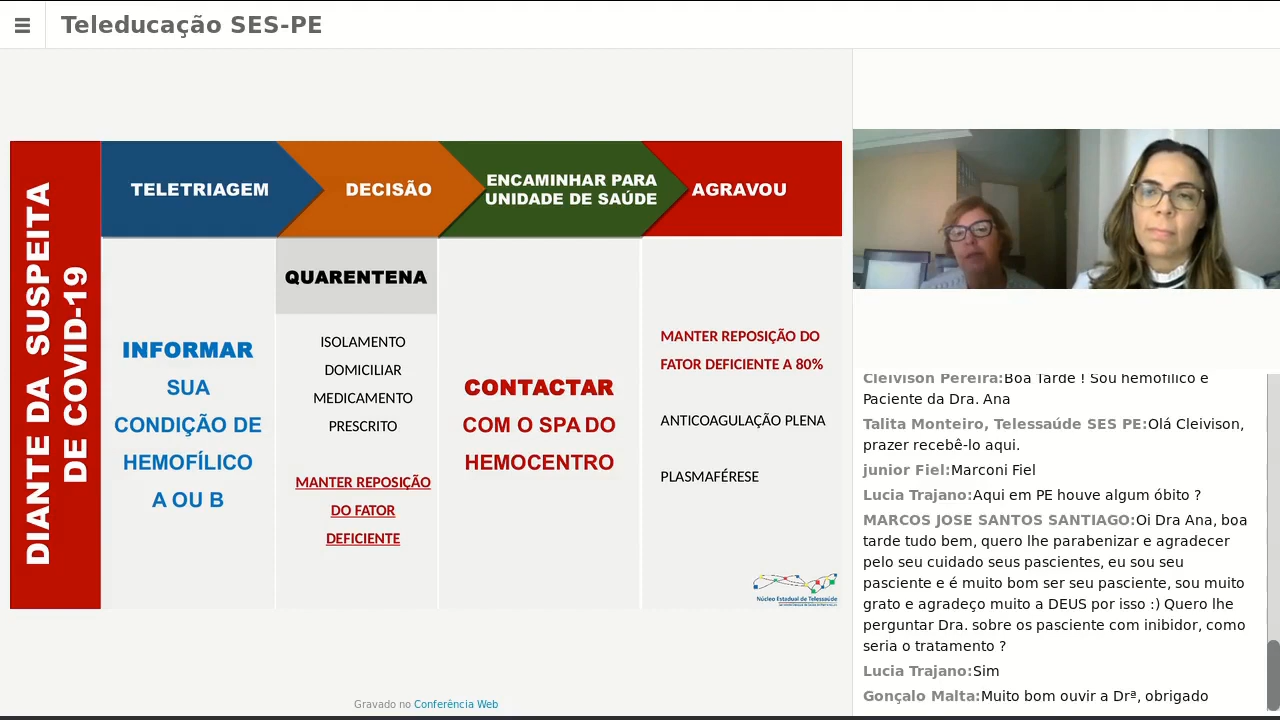 Teleducação SES-PE
DIANTE DA SUSPEITA
DE COVID-19
TELETRIAGEM
DECISÃO
ENCAMINHAR PARA
UNIDADE DE SAÚDE
AGRAVOU
INFORMAR
SUA
CONDIÇÃO DE
HEMOFÍLICO
A OU B
QUARENTENA
ISOLAMENTO
DOMICILIAR
MEDICAMENTO
PRESCRITO
MANTER REPOSIÇÃO
DO FATOR
DEFICIENTE
CONTACTAR
COM O SPA DO
HEMOCENTRO
MANTER REPOSIÇÃO DO
FATOR DEFICIENTE A 80%
ANTICOAGULAÇÃO PLENA
PLASMAFÉRESE
Núcleo Estadual de Telessaúde
Gravado no Conferência Web
Cleivison Pereira:Boa Tarde ! Sou hemofílico e
Paciente da Dra. Ana
Talita Monteiro, Telessaúde SES PE:Olá Cleivison,
prazer recebê-lo aqui.
junior Fiel:Marconi Fiel
Lucia Trajano:Aqui em PE houve algum óbito ?
MARCOS JOSE SANTOS SANTIAGO:Oi Dra Ana, boa
tarde tudo bem, quero lhe parabenizar e agradecer
pelo seu cuidado seus pascientes, eu sou seu
pasciente e é muito bom ser seu pasciente, sou muito
grato e agradeço muito a DEUS por isso :) Quero lhe
perguntar Dra. sobre os pasciente com inibidor, como
seria o tratamento ?
Lucia Trajano:Sim
Gonçalo Malta:Muito bom ouvir a Drª, obrigado